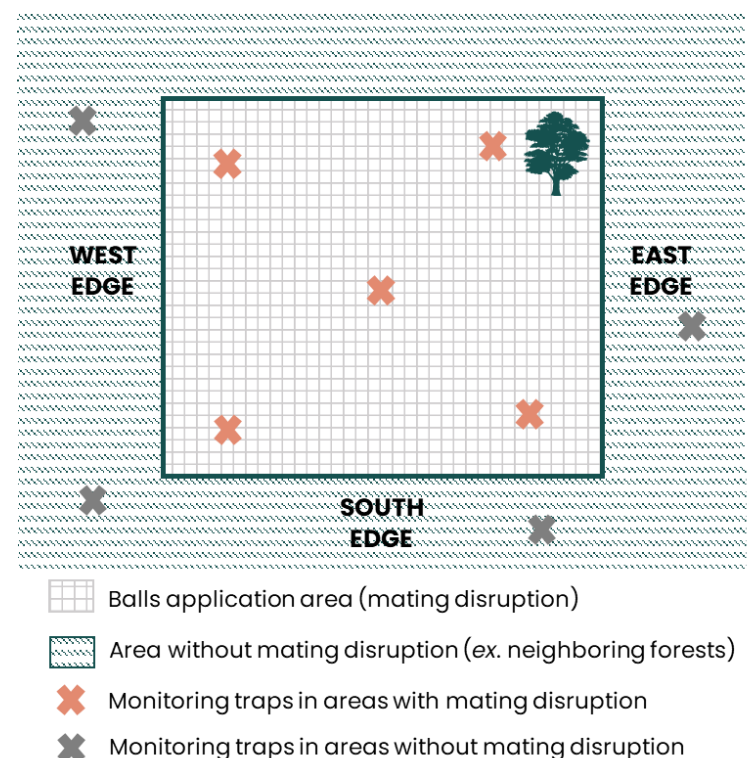 WEST
EDGE
EAST
EDGE
SOUTH
EDGE
Balls application area (mating disruption)
Area without mating disruption (ex. neighboring forests)
Monitoring traps in areas with mating disruption
Monitoring traps in areas without mating disruption